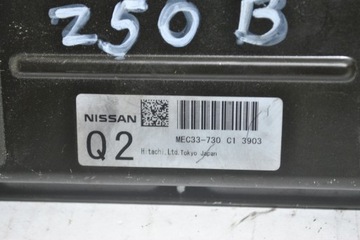 Z50 B
NISSAN
MEC33-730 C1 3903
Q2
Hitachi,Ltd.Tokyo Japan